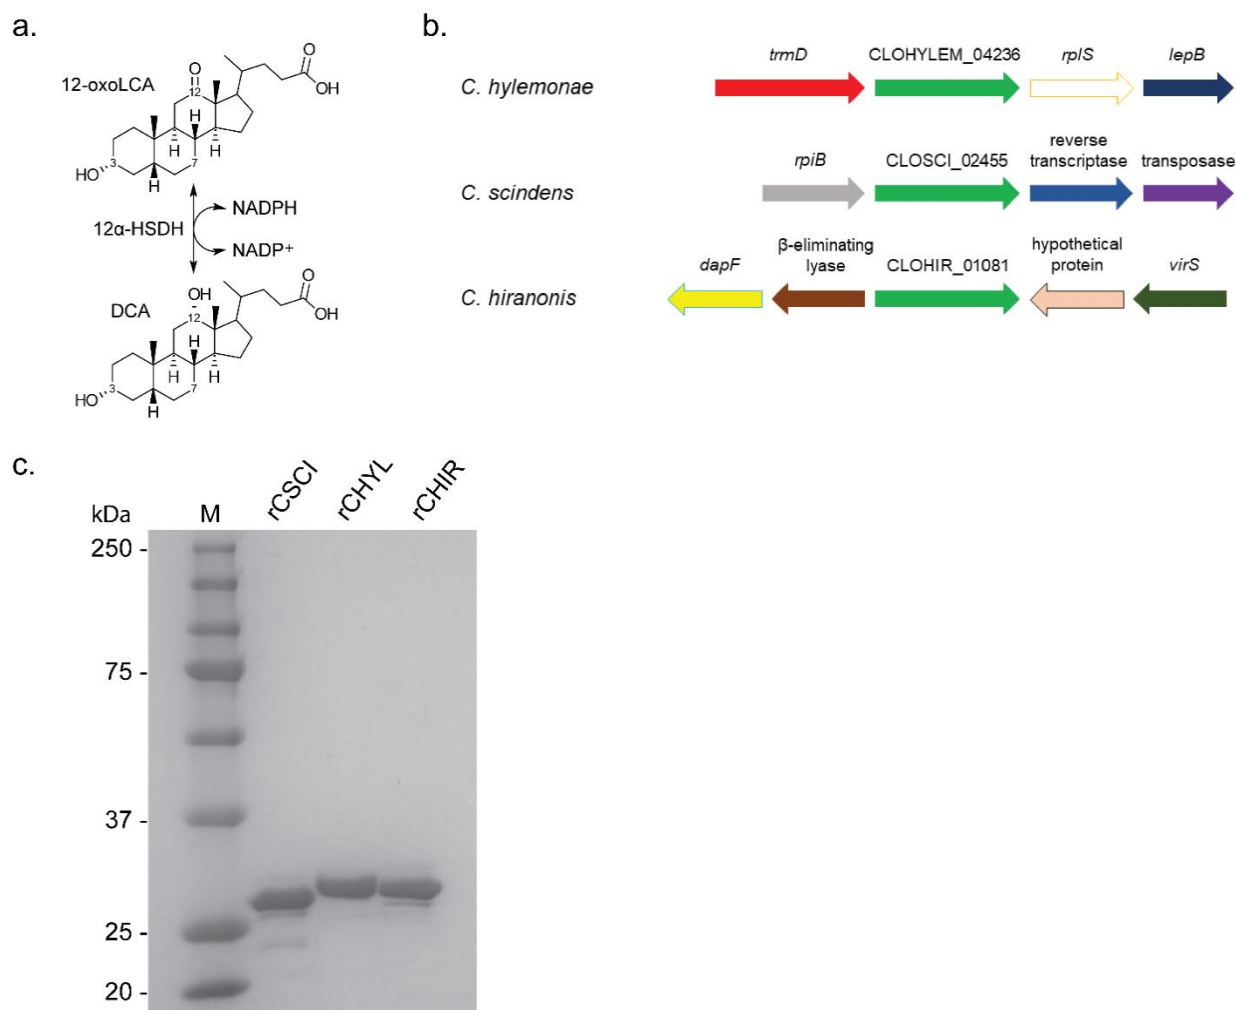 a.
12-oxoLCA
O
12
O
OH
H
H
H
3
7
HO
H
12α-HSDH
NADPH
NADP+
DCA
OH
12
O
OH
H
H
H
3
7
HO
H
b.
C. hylemonae
trmD
CLOHYLEM_04236
rplS
lepB
C. scindens
rpiB
CLOSCI_02455
reverse
transcriptase
transposase
C. hiranonis
dapF
β-eliminating
lyase
CLOHIR_01081
hypothetical
protein
virS
c.
kDa
M
rCSCI
rCHYL
rCHIR
250 -
75 -
37 -
25 -
20 -